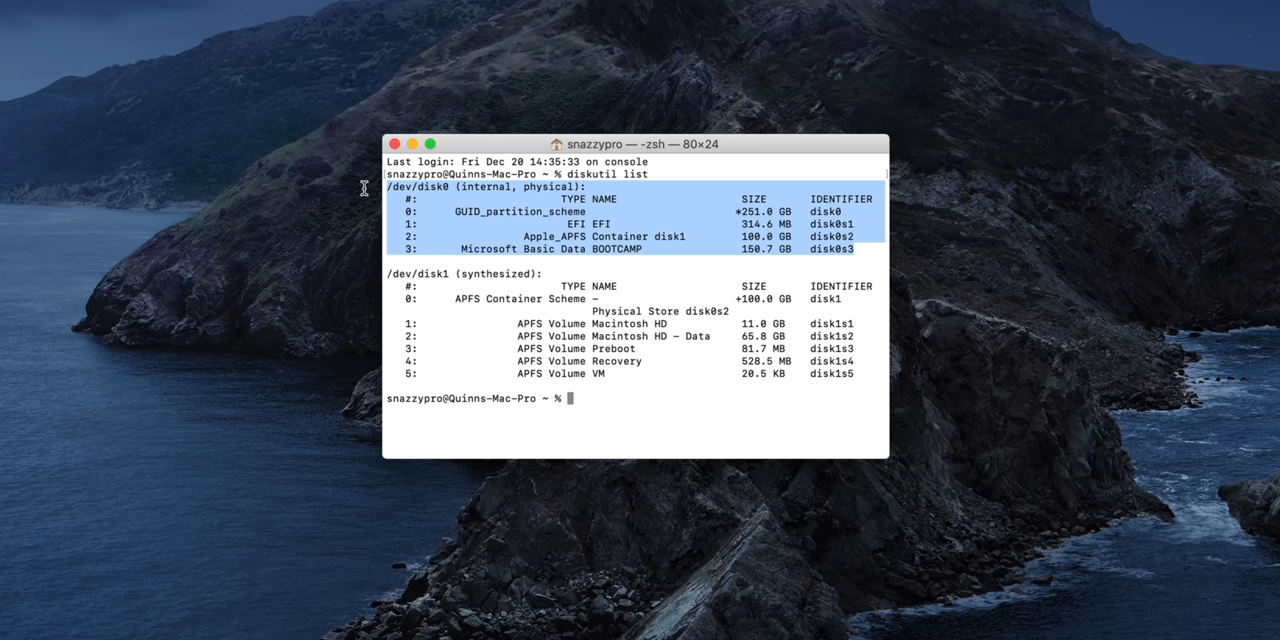 snazzypro — -zsh — 80×24
Last login: Fri Dec 20 14:35:33 on console
[snazzypro@Quinns-Mac-Pro ~ % diskutil list ]
/dev/disk0 (internal, physical):
#: TYPE NAME SIZE IDENTIFIER
0: GUID_partition_scheme *251.0 GB disk0
1: EFI EFI 314.6 MB disk0s1
2: Apple_APFS Container disk1 100.0 GB disk0s2
3: Microsoft Basic Data BOOTCAMP 150.7 GB disk0s3
/dev/disk1 (synthesized):
#: TYPE NAME SIZE IDENTIFIER
0: APFS Container Scheme - +100.0 GB disk1
Physical Store disk0s2
1: APFS Volume Macintosh HD 11.0 GB disk1s1
2: APFS Volume Macintosh HD - Data 65.8 GB disk1s2
3: APFS Volume Preboot 81.7 MB disk1s3
4: APFS Volume Recovery 528.5 MB disk1s4
5: APFS Volume VM 20.5 KB disk1s5
snazzypro@Quinns-Mac-Pro ~ %